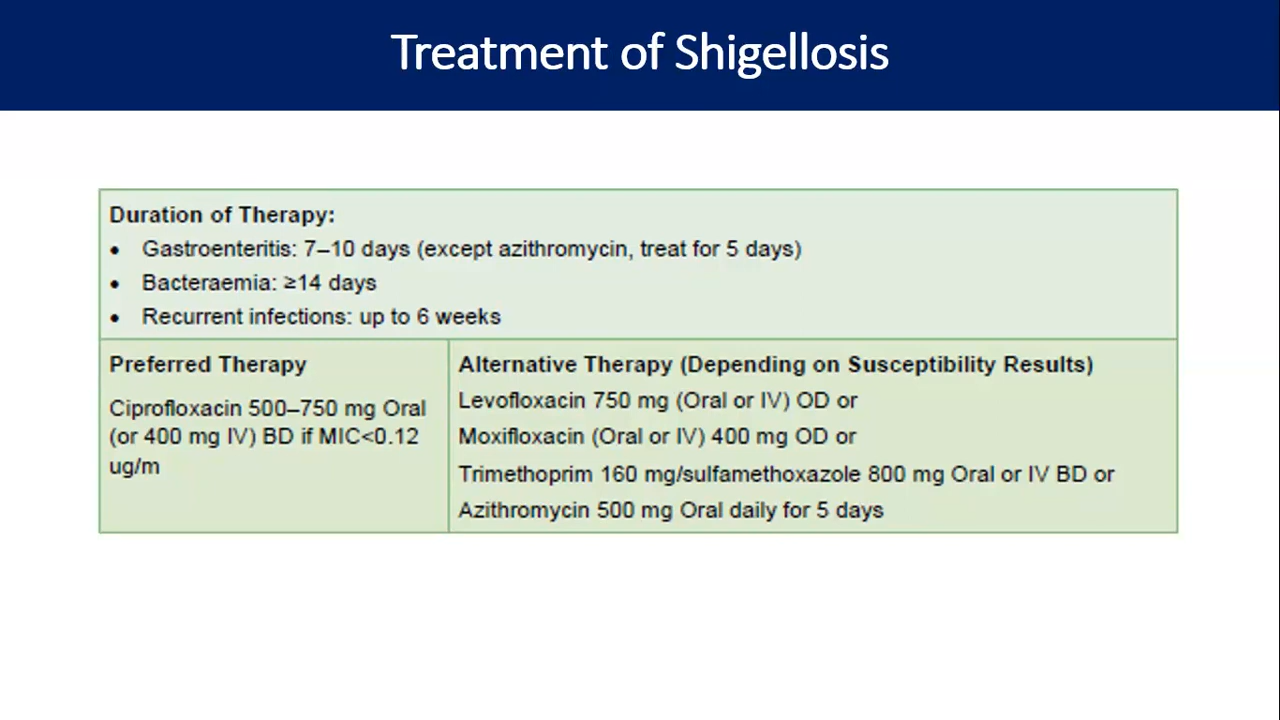 Treatment of Shigellosis
Duration of Therapy:
• Gastroenteritis: 7–10 days (except azithromycin, treat for 5 days)
• Bacteraemia: ≥14 days
• Recurrent infections: up to 6 weeks
Preferred Therapy
Ciprofloxacin 500–750 mg Oral
(or 400 mg IV) BD if MIC<0.12
ug/m
Alternative Therapy (Depending on Susceptibility Results)
Levofloxacin 750 mg (Oral or IV) OD or
Moxifloxacin (Oral or IV) 400 mg OD or
Trimethoprim 160 mg/sulfamethoxazole 800 mg Oral or IV BD or
Azithromycin 500 mg Oral daily for 5 days